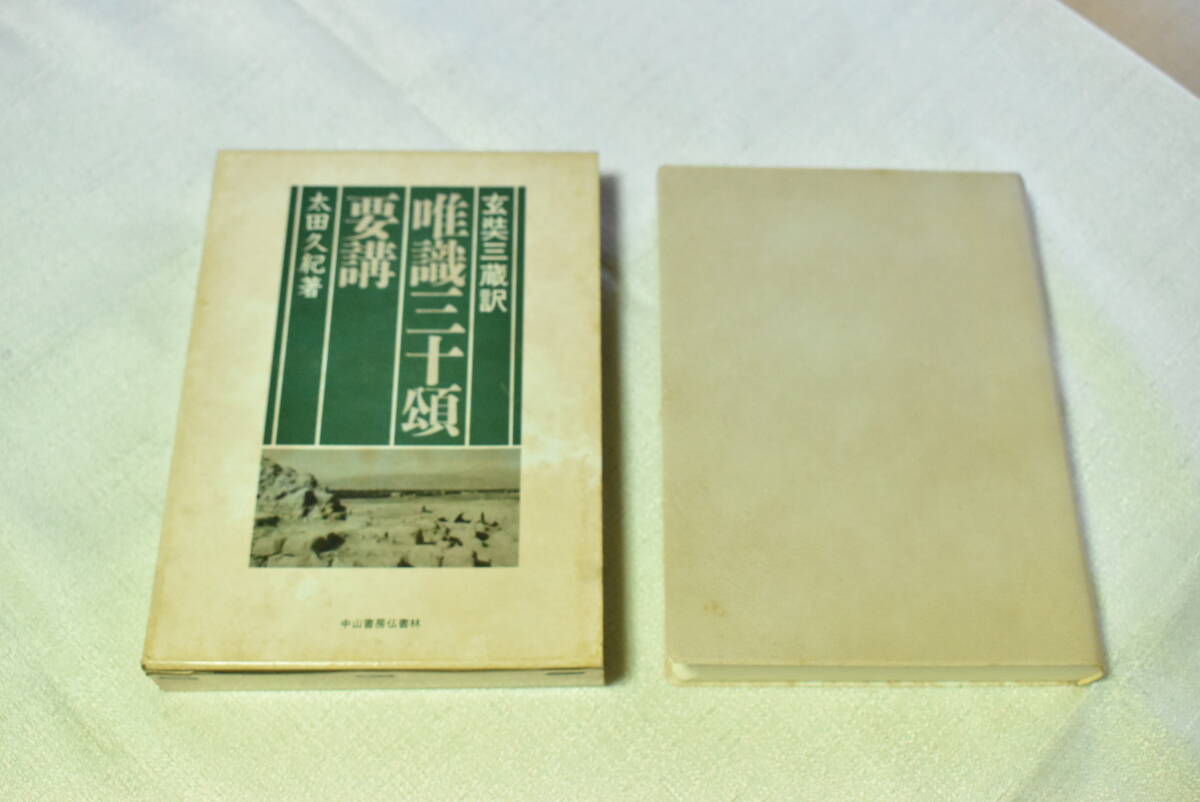 玄奘三蔵訳
唯識三十頌
要講
太田久紀著
中山書房仏書林